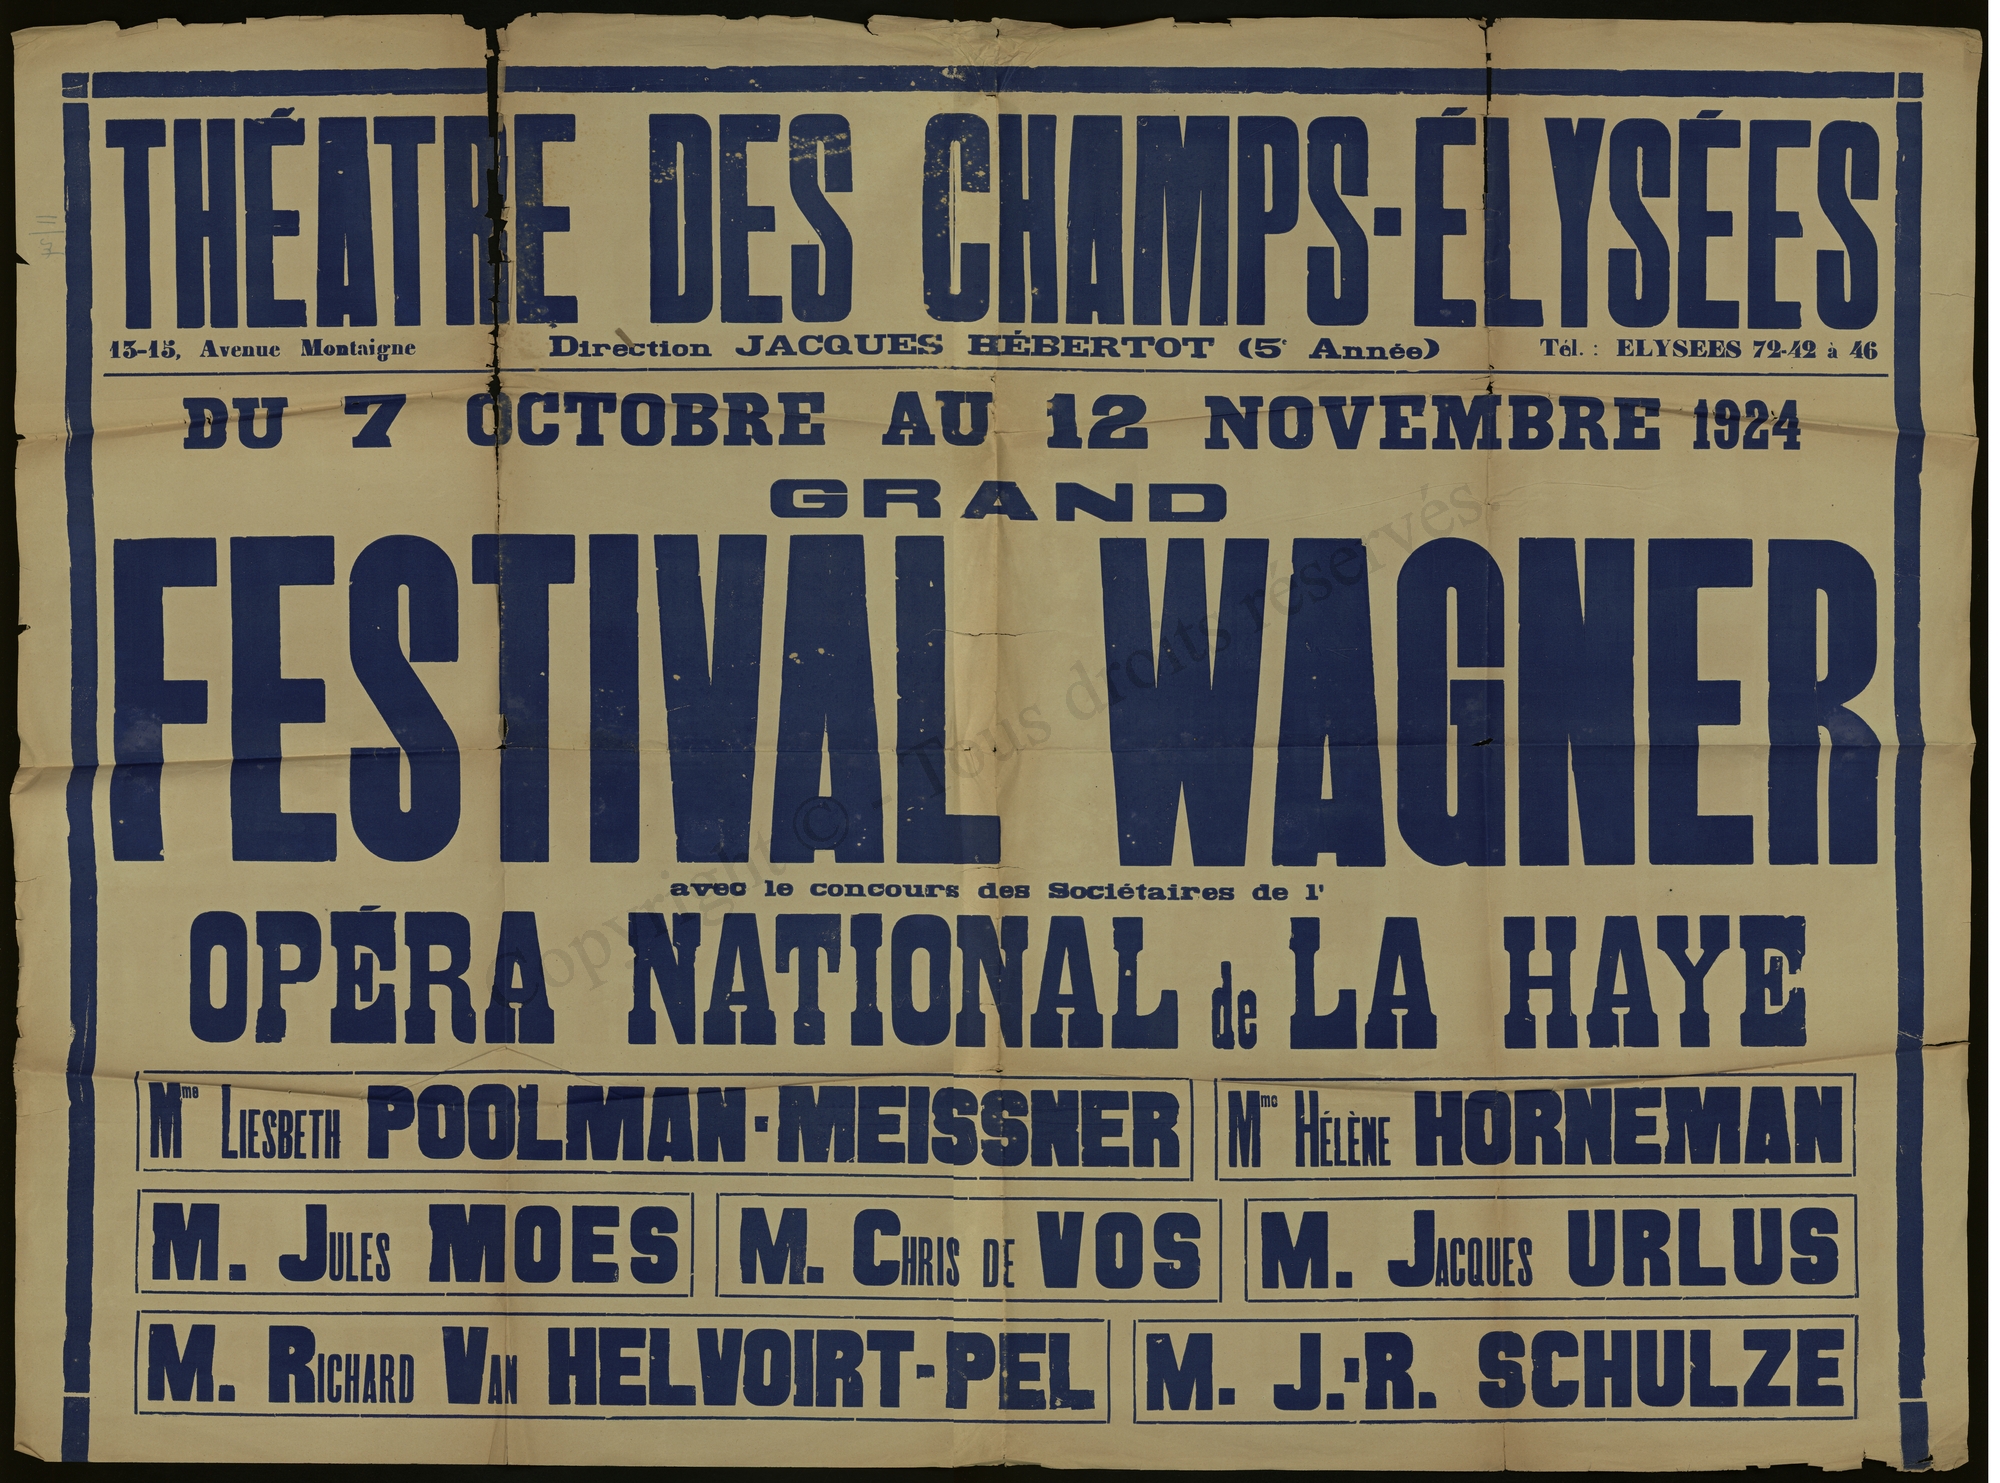 THÉATRE DES CHAMPS-ÉLYSÉES
13-15, Avenue Montaigne Direction JACQUES HÉBERTOT (5e Année) Tél. : ELYSEES 72-42 à 46
DU 7 OCTOBRE AU 12 NOVEMBRE 1924
GRAND
FESTIVAL WAGNER
avec le concours des Sociétaires de l'
OPÉRA NATIONAL de LA HAYE
Mme LIESBETH POOLMAN-MEISSNER Mme HÉLÈNE HORNEMAN
M. JULES MOES M. CHRIS DE VOS M. JACQUES URLUS
M. RICHARD VAN HELVOIRT-PEL M. J.-R. SCHULZE
Copyright © - Tous droits réservés